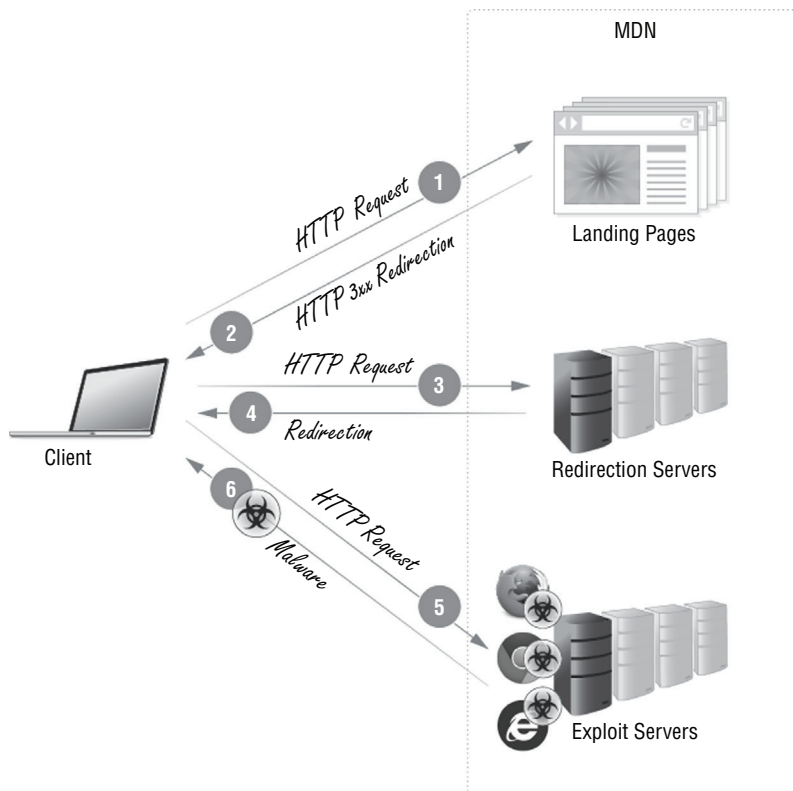 MDN
1
HTTP Request
Landing Pages
HTTP 3xx Redirection
2
HTTP Request
3
4
Redirection
Client
Redirection Servers
6
HTTP Request
Malware
5
Exploit Servers